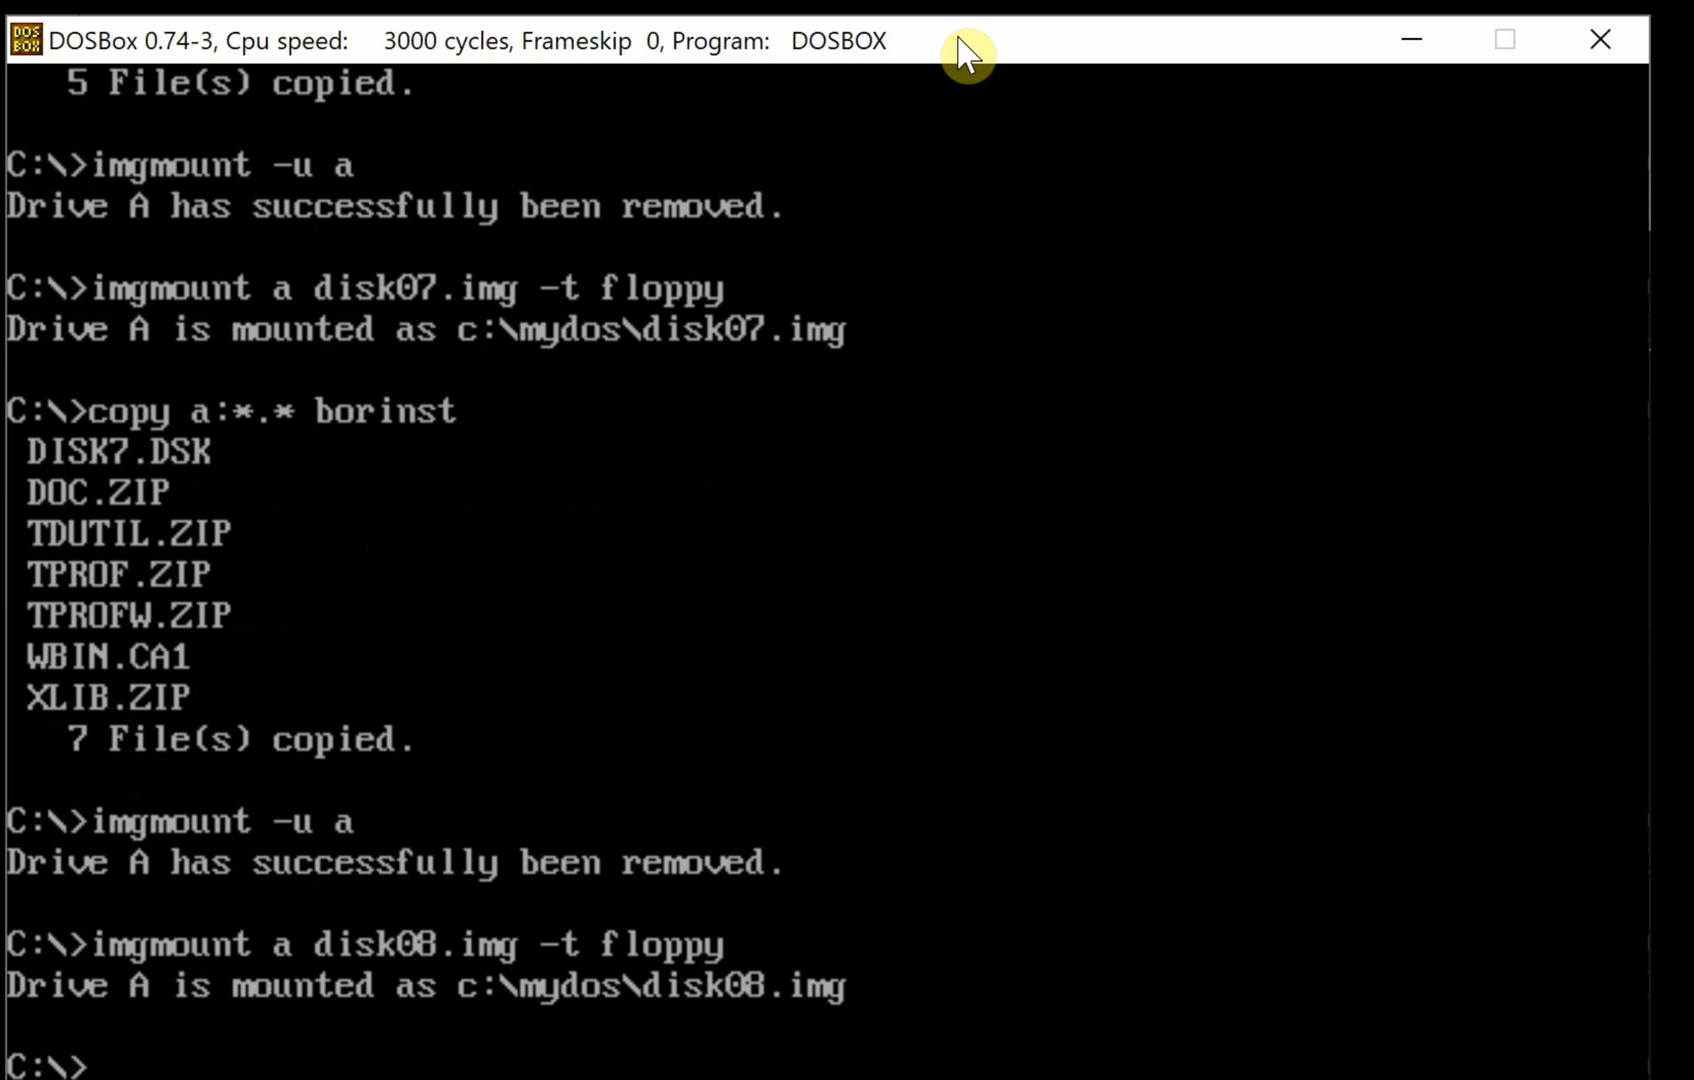 DOS BOX DOSBox 0.74-3, Cpu speed: 3000 cycles, Frameskip 0, Program: DOSBOX
5 File(s) copied.
C:\>imgmount -u a
Drive A has successfully been removed.
C:\>imgmount a disk07.img -t floppy
Drive A is mounted as c:\mydos\disk07.img
C:\>copy a:*.* borinst
DISK7.DSK
DOC.ZIP
TDUTIL.ZIP
TPROF.ZIP
TPROFW.ZIP
WBIN.CA1
XLIB.ZIP
7 File(s) copied.
C:\>imgmount -u a
Drive A has successfully been removed.
C:\>imgmount a disk08.img -t floppy
Drive A is mounted as c:\mydos\disk08.img
C:\>